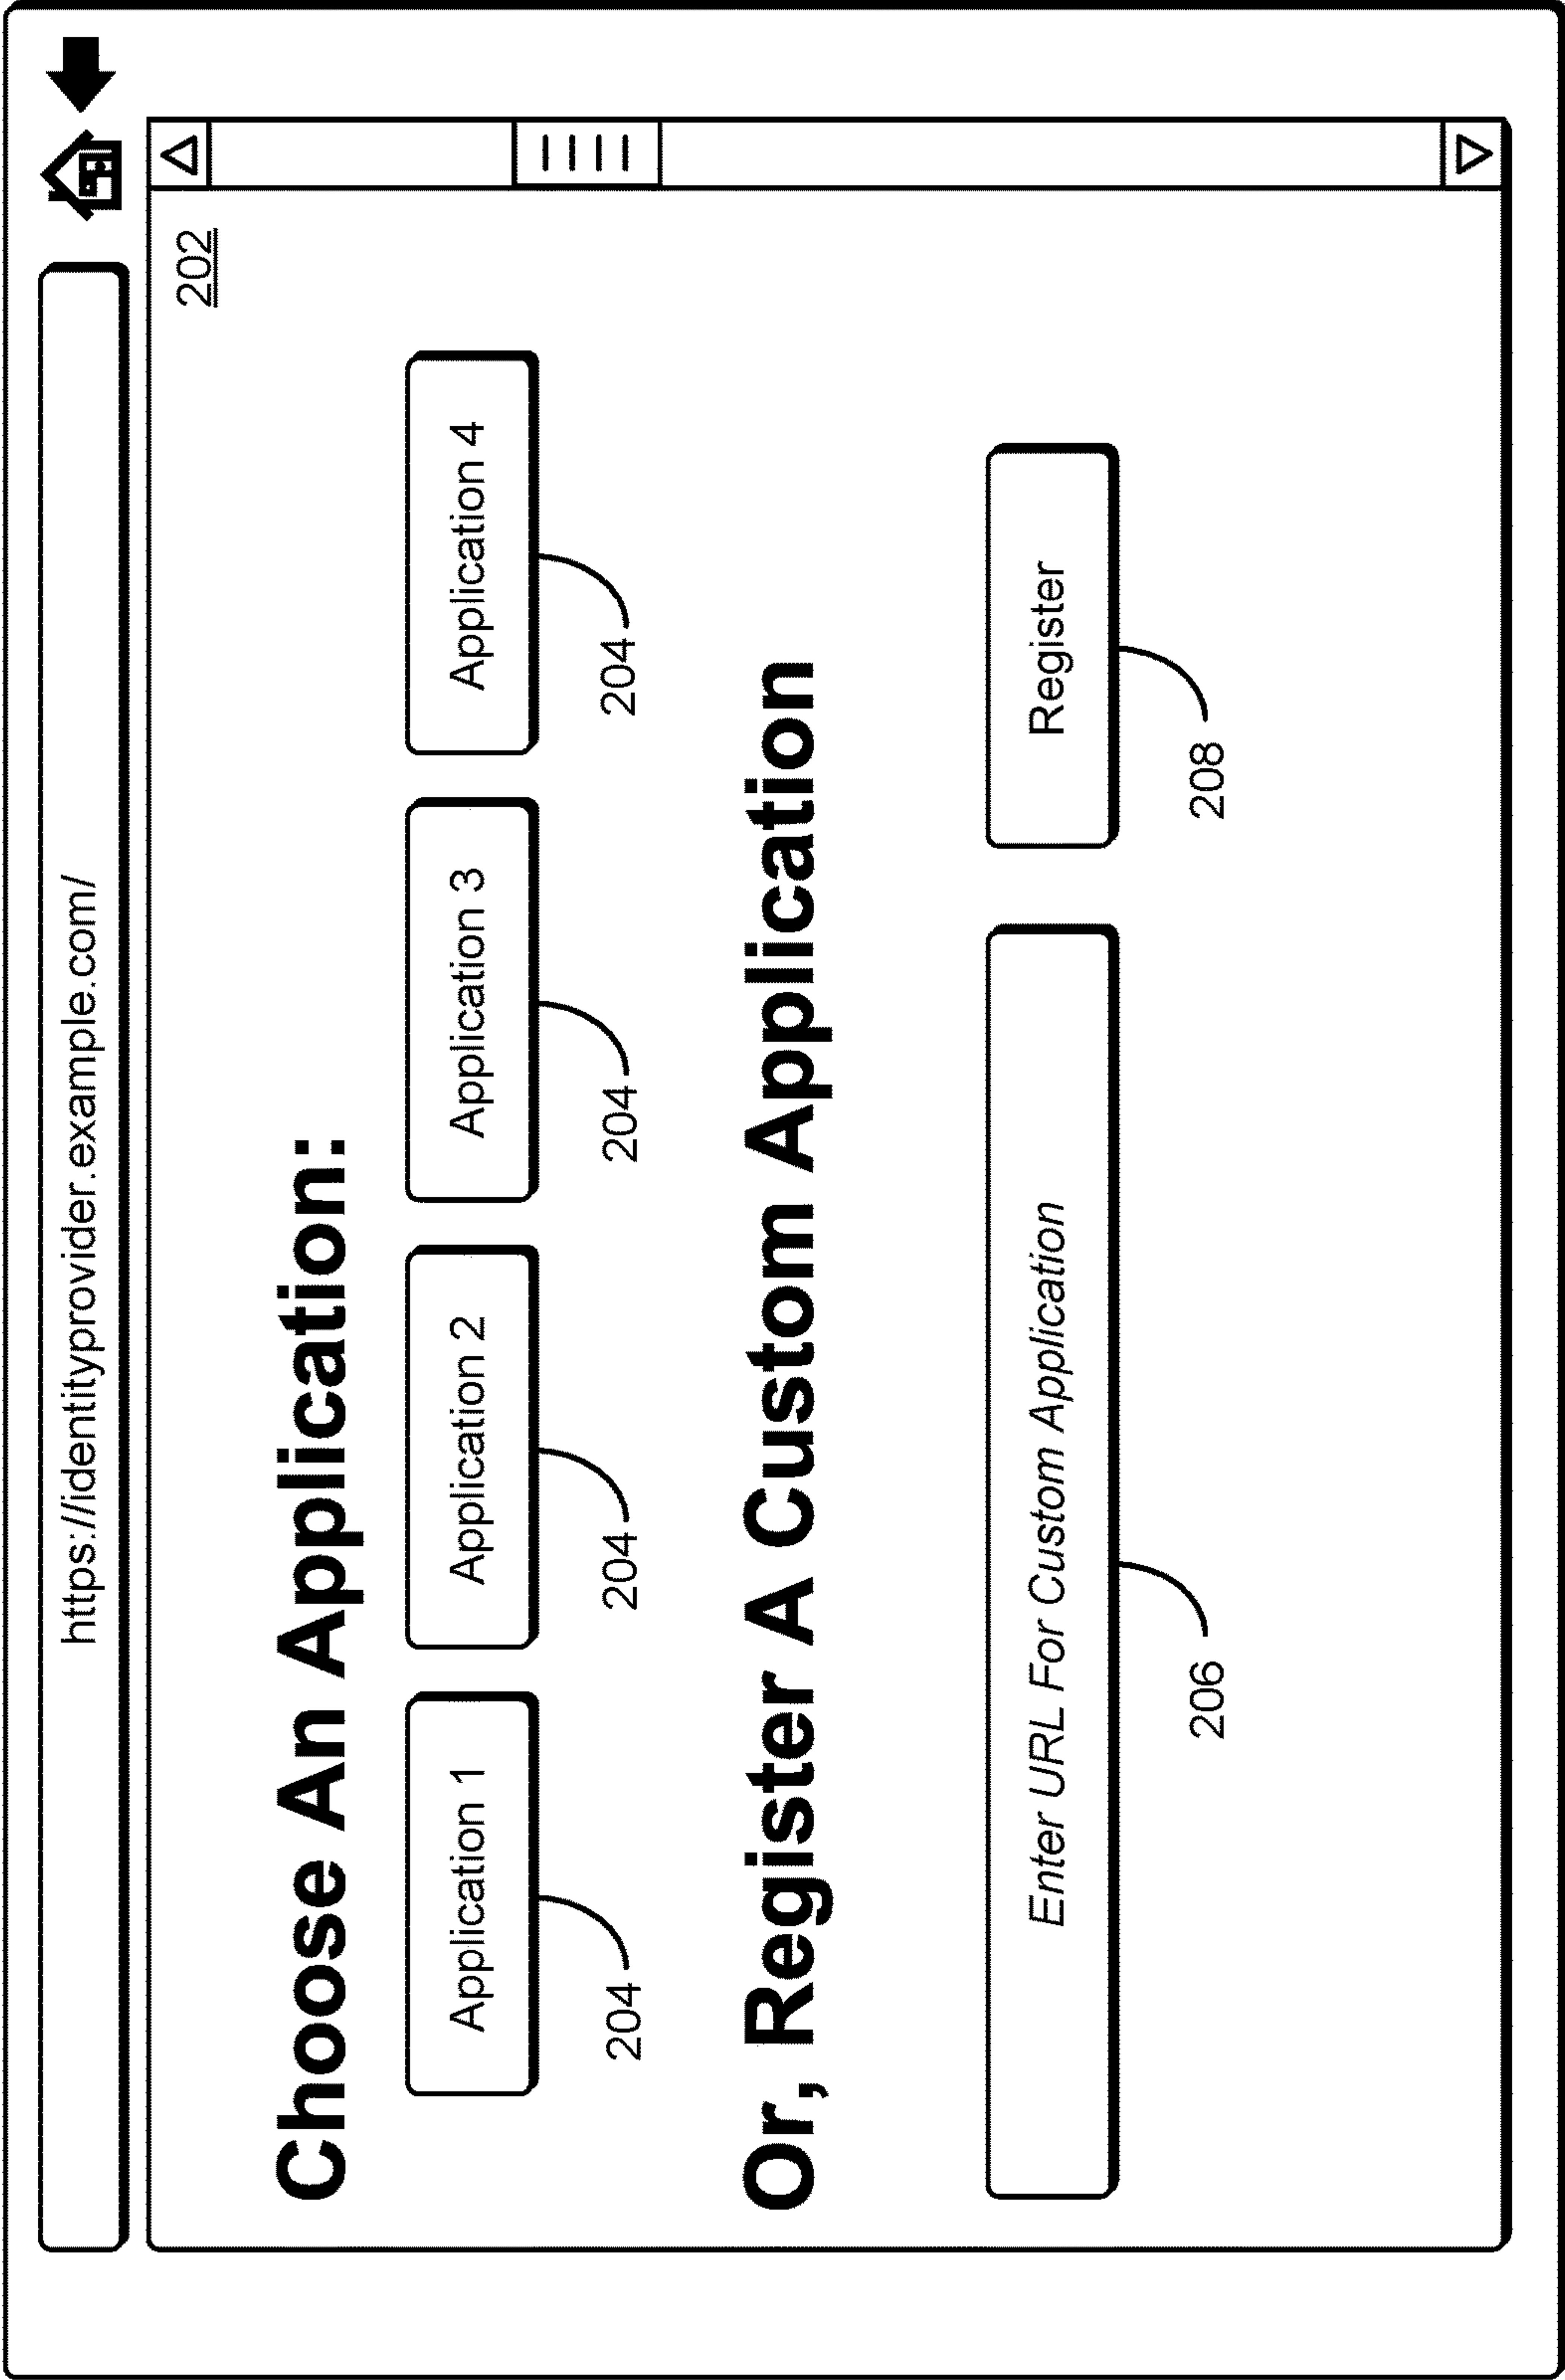 https://identityprovider.example.com/
202
Choose An Application:
Application 1 Application 2 Application 3 Application 4
204 204 204 204
Or, Register A Custom Application
Enter URL For Custom Application Register
206 208